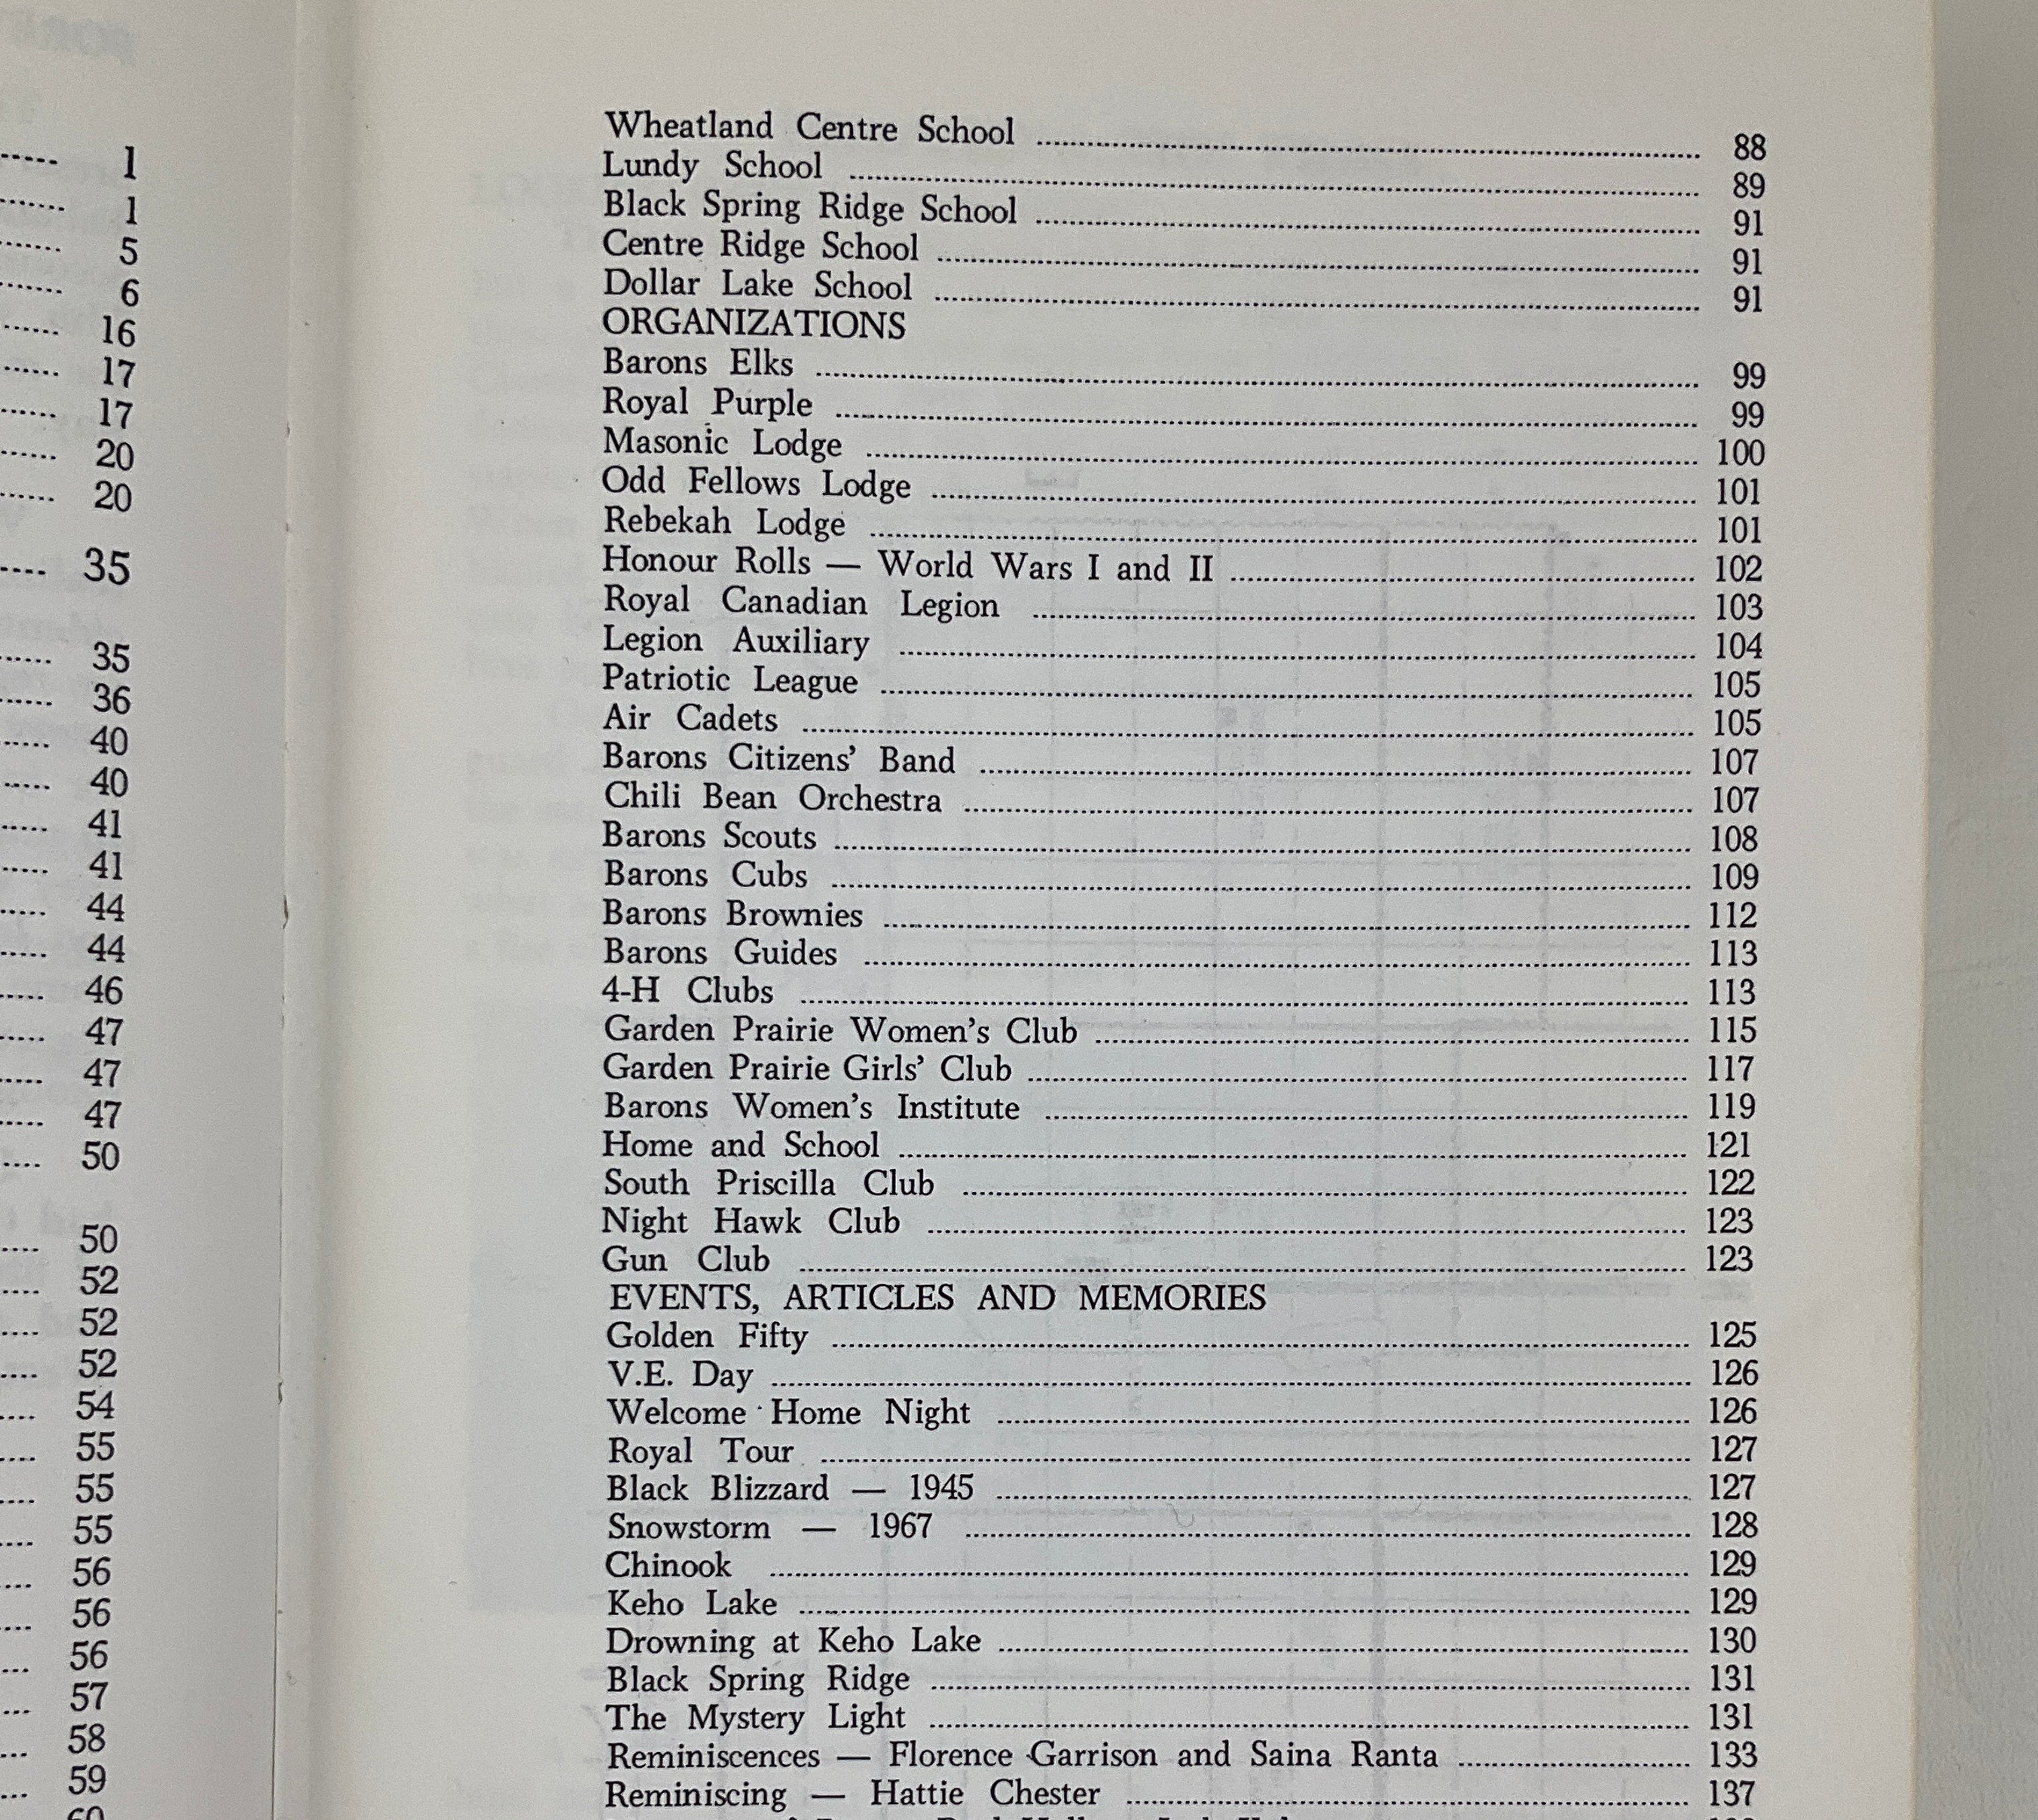 1
1
5
6
16
17
17
20
20
35
35
36
40
40
41
41
44
44
46
47
47
47
50
50
52
52
52
54
55
55
55
56
56
56
57
58
59
Wheatland Centre School 88
Lundy School 89
Black Spring Ridge School 91
Centre Ridge School 91
Dollar Lake School 91
ORGANIZATIONS
Barons Elks 99
Royal Purple 99
Masonic Lodge 100
Odd Fellows Lodge 101
Rebekah Lodge 101
Honour Rolls — World Wars I and II 102
Royal Canadian Legion 103
Legion Auxiliary 104
Patriotic League 105
Air Cadets 105
Barons Citizens' Band 107
Chili Bean Orchestra 107
Barons Scouts 108
Barons Cubs 109
Barons Brownies 112
Barons Guides 113
4-H Clubs 113
Garden Prairie Women's Club 115
Garden Prairie Girls' Club 117
Barons Women's Institute 119
Home and School 121
South Priscilla Club 122
Night Hawk Club 123
Gun Club 123
EVENTS, ARTICLES AND MEMORIES
Golden Fifty 125
V.E. Day 126
Welcome Home Night 126
Royal Tour 127
Black Blizzard — 1945 127
Snowstorm — 1967 128
Chinook 129
Keho Lake 129
Drowning at Keho Lake 130
Black Spring Ridge 131
The Mystery Light 131
Reminiscences — Florence Garrison and Saina Ranta 133
Reminiscing — Hattie Chester 137